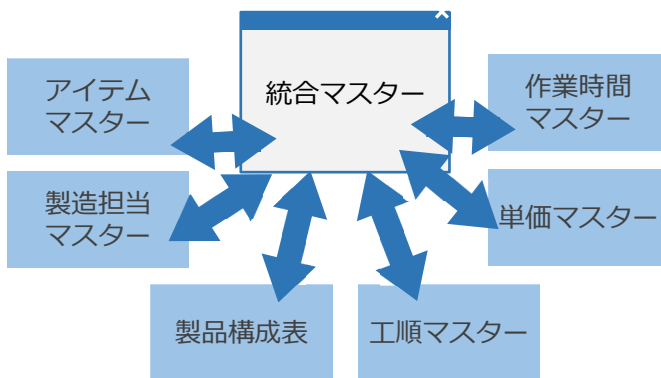 統合マスター
アイテム
マスター
作業時間
マスター
製造担当
マスター
単価マスター
製品構成表
工順マスター